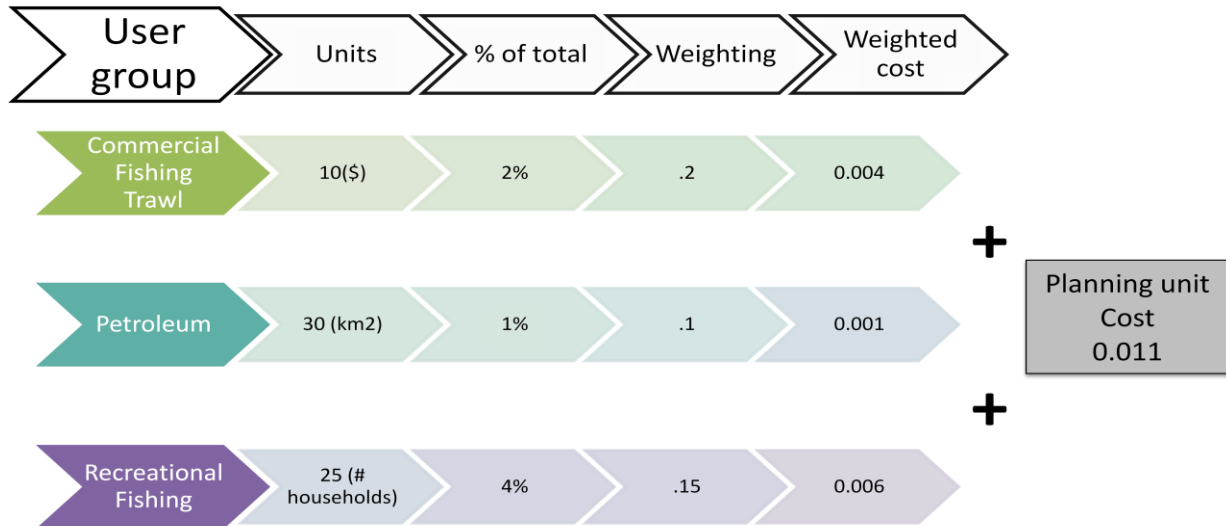 User
group
Units
% of total
Weighting
Weighted
cost
Commercial
Fishing
Trawl
10($)
2%
.2
0.004
+
Petroleum
30 (km2)
1%
.1
0.001
Planning unit
Cost
0.011
+
Recreational
Fishing
25 (#
households)
4%
.15
0.006